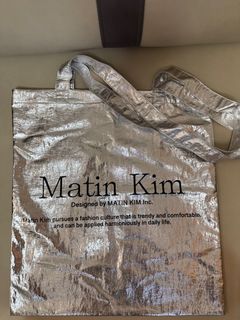 Matin Kim
Designed by MATIN KIM Inc.
Matin Kim pursues a fashion culture that is trendy and comfortable,
and can be applied harmoniously in daily life.